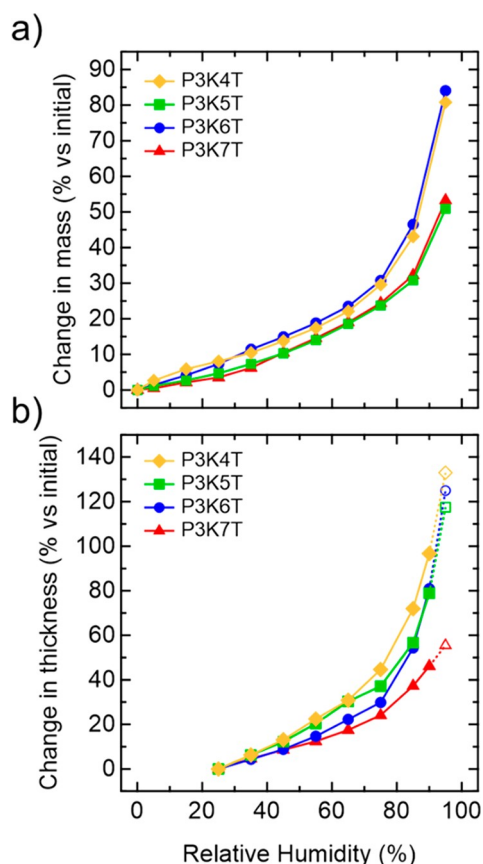 a)
Change in mass (% vs initial)
90
80
70
60
50
40
30
20
10
0
P3K4T
P3K5T
P3K6T
P3K7T
b)
Change in thickness (% vs initial)
140
120
100
80
60
40
20
0
P3K4T
P3K5T
P3K6T
P3K7T
0 20 40 60 80 100
Relative Humidity (%)